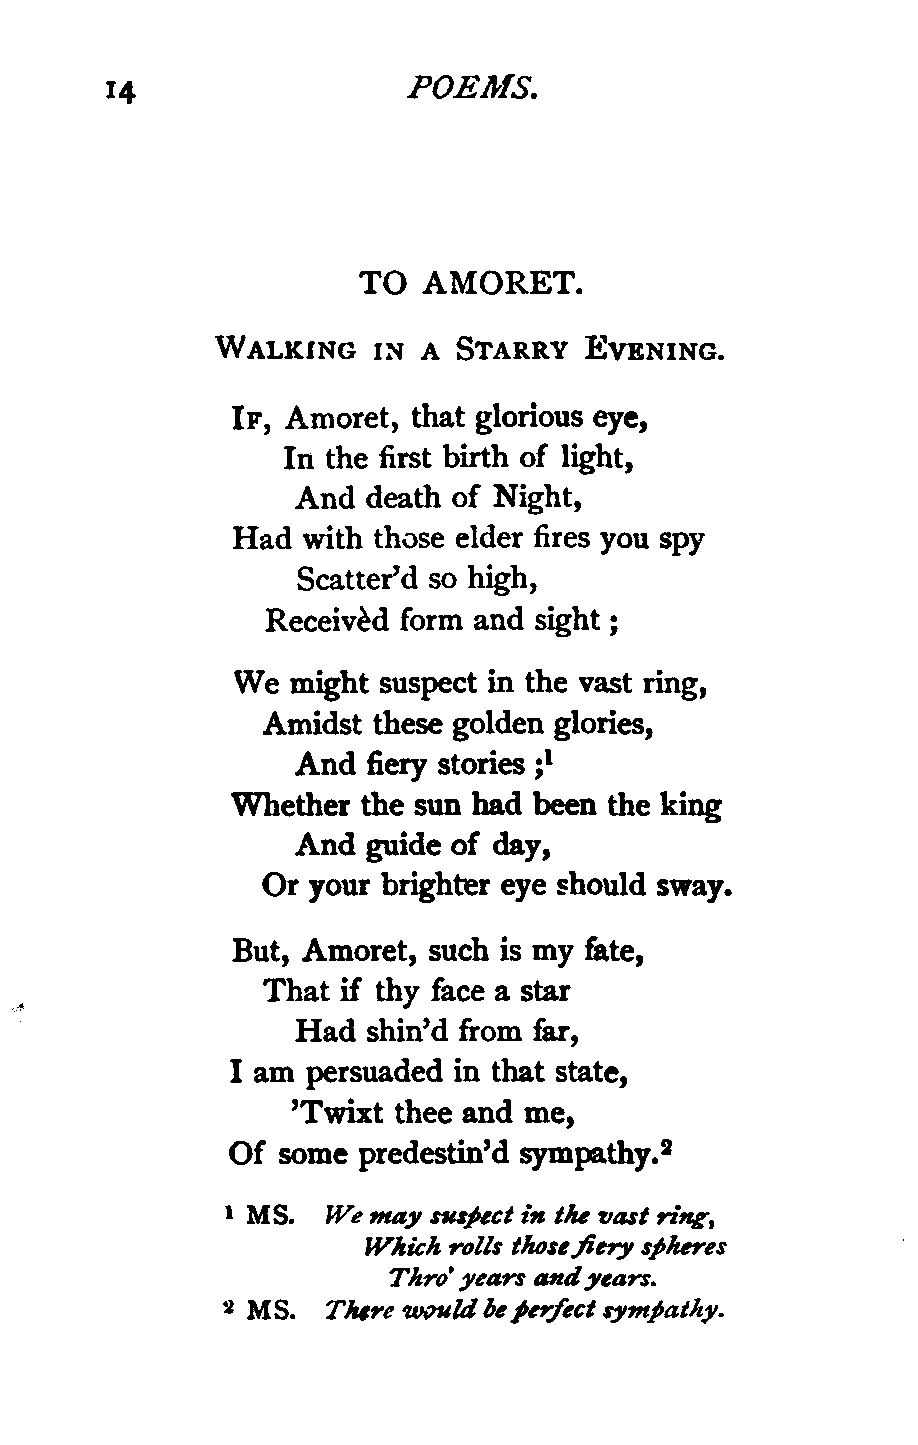 14 POEMS.
TO AMORET.
WALKING IN A STARRY EVENING.
IF, Amoret, that glorious eye,
In the first birth of light,
And death of Night,
Had with those elder fires you spy
Scatter'd so high,
Receivèd form and sight ;
We might suspect in the vast ring,
Amidst these golden glories,
And fiery stories ;¹
Whether the sun had been the king
And guide of day,
Or your brighter eye should sway.
But, Amoret, such is my fate,
That if thy face a star
Had shin'd from far,
I am persuaded in that state,
'Twixt thee and me,
Of some predestin'd sympathy.²
¹ MS. We may suspect in the vast ring,
Which rolls those fiery spheres
Thro' years and years.
² MS. There would be perfect sympathy.